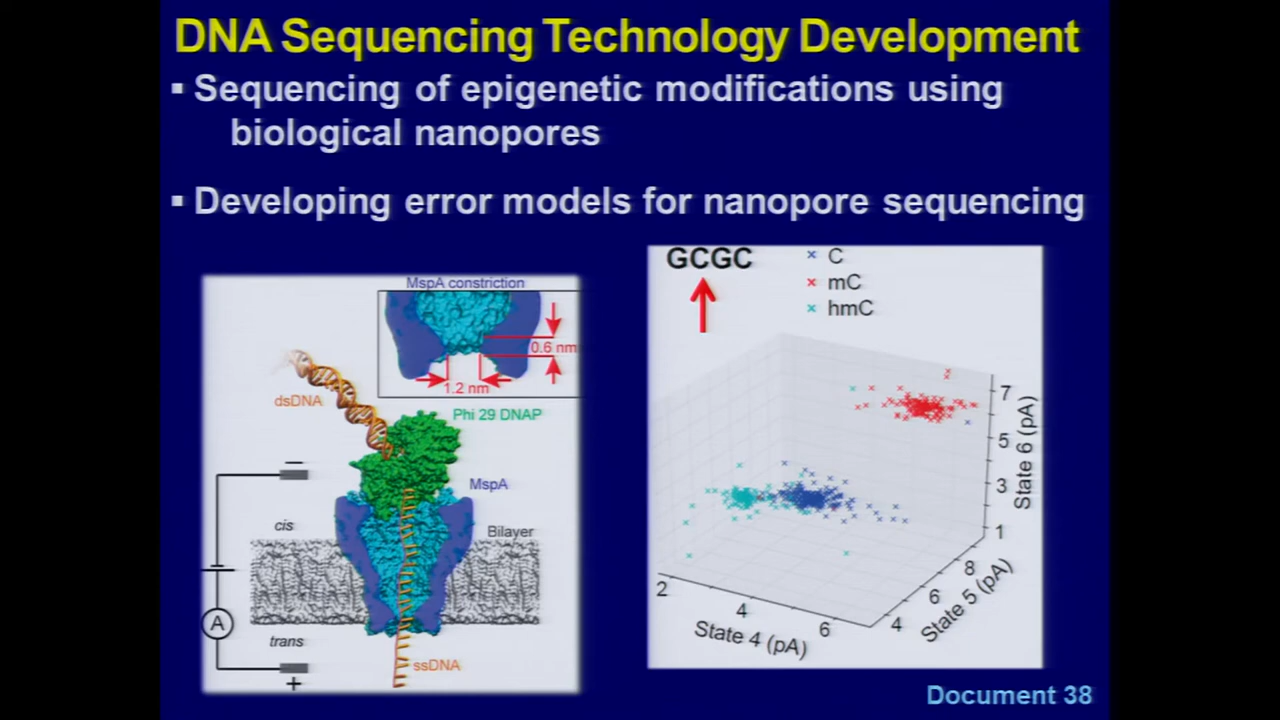 DNA Sequencing Technology Development
▪ Sequencing of epigenetic modifications using
biological nanopores
▪ Developing error models for nanopore sequencing
MspA constriction
0.6 nm
1.2 nm
dsDNA
Phi 29 DNAP
MspA
−
cis
Bilayer
A
trans
ssDNA
+
GCGC
× C
× mC
× hmC
7
5
3
1
State 6 (pA)
8
6
4
State 5 (pA)
2
4
6
State 4 (pA)
Document 38